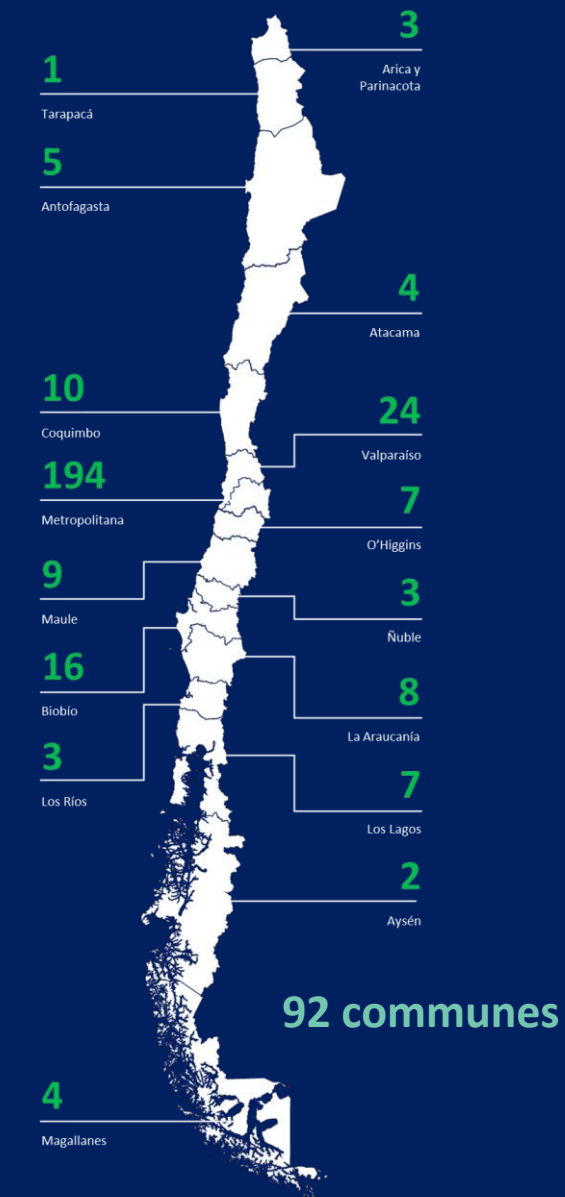 3
Arica y
Parinacota
1
Tarapacá
5
Antofagasta
4
Atacama
10
Coquimbo
24
Valparaíso
194
Metropolitana
7
O’Higgins
9
Maule
3
Ñuble
16
Biobío
8
La Araucanía
3
Los Ríos
7
Los Lagos
2
Aysén
92 communes
4
Magallanes